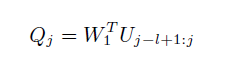 Q_j = W_1^T U_{j-l+1:j}